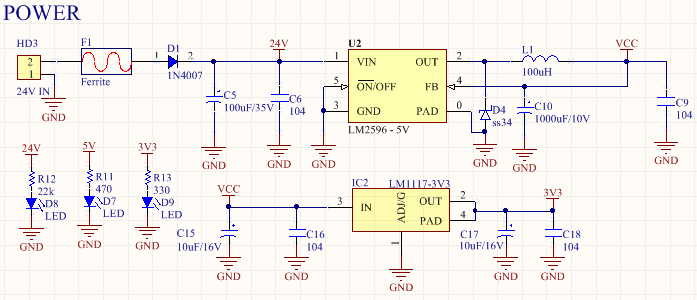 POWER
HD3
2
1
24V IN
GND
F1
Ferrite
D1
1
2
1N4007
24V
C5
100uF/35V
GND
C6
104
GND
U2
1
VIN
OUT
2
5
ON/OFF
FB
4
3
GND
PAD
0
LM2596 - 5V
GND
L1
100uH
D4
ss34
GND
C10
1000uF/10V
GND
VCC
C9
104
GND
24V
R12
22k
D8
LED
GND
5V
R11
470
D7
LED
GND
3V3
R13
330
D9
LED
GND
VCC
C15
10uF/16V
GND
C16
104
GND
IC2
LM1117-3V3
3
IN
ADJ/G
OUT
2
PAD
4
1
GND
C17
10uF/16V
GND
3V3
C18
104
GND